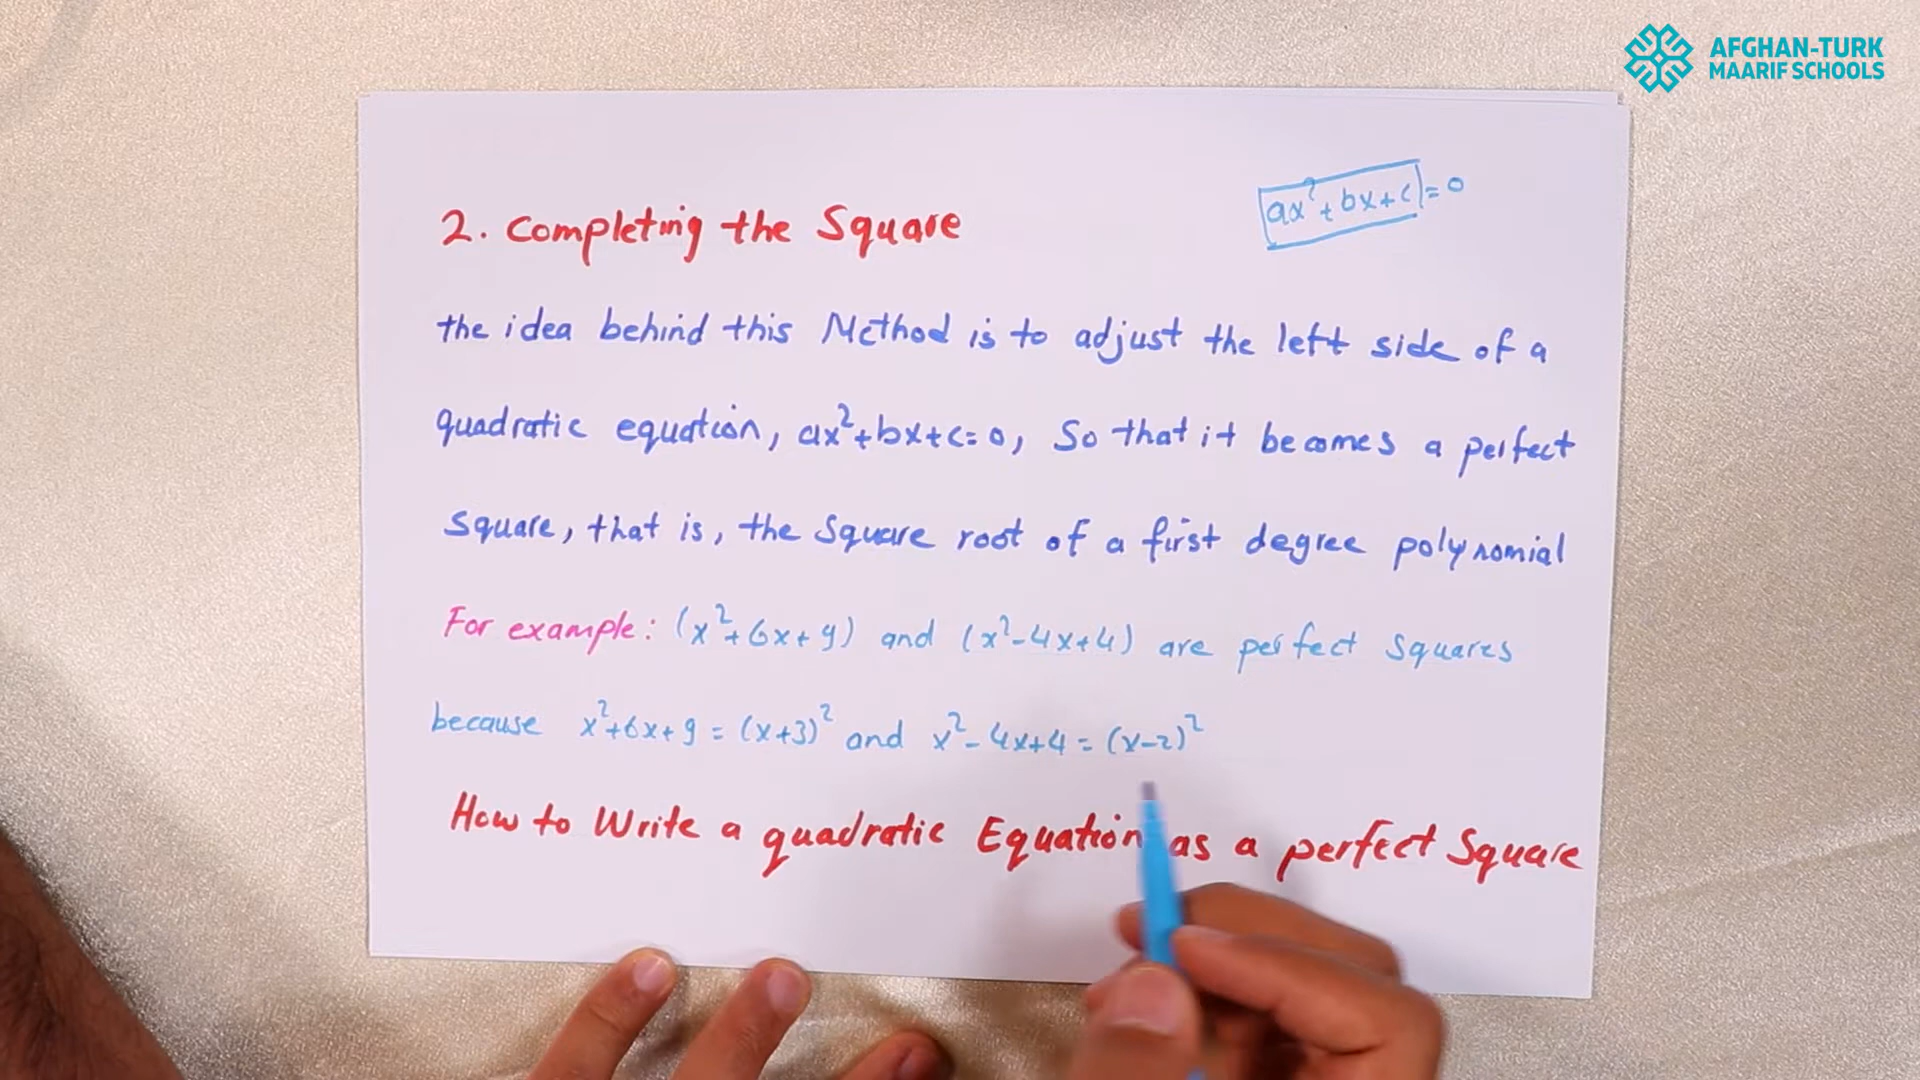 AFGHAN-TURK
MAARIF SCHOOLS
ax²+bx+c=0
2. Completing the Square
the idea behind this Method is to adjust the left side of a
quadratic equation, ax²+bx+c=0, So that it becomes a perfect
square, that is, the square root of a first degree polynomial
For example: (x²+6x+9) and (x²-4x+4) are perfect squares
because x²+6x+9=(x+3)² and x²-4x+4=(x-2)²
How to Write a quadratic Equation as a perfect Square